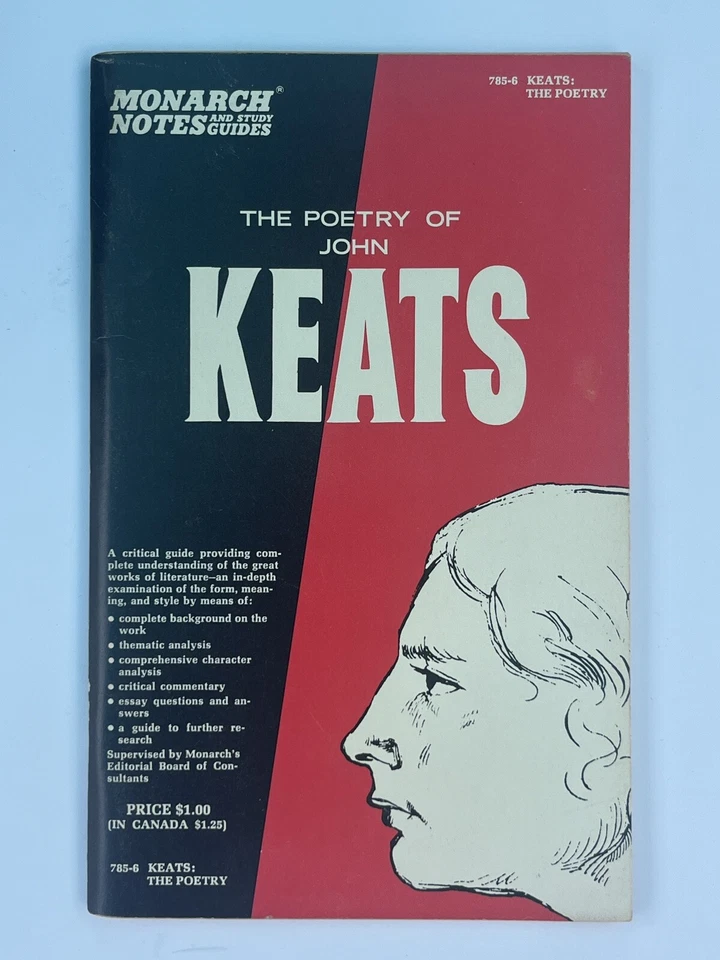 MONARCH®
NOTES AND STUDY GUIDES
785-6 KEATS:
THE POETRY
THE POETRY OF
JOHN
KEATS
A critical guide providing com-
plete understanding of the great
works of literature—an in-depth
examination of the form, mean-
ing, and style by means of:
• complete background on the
work
• thematic analysis
• comprehensive character
analysis
• critical commentary
• essay questions and an-
swers
• a guide to further re-
search
Supervised by Monarch's
Editorial Board of Con-
sultants
PRICE $1.00
(IN CANADA $1.25)
785-6 KEATS:
THE POETRY